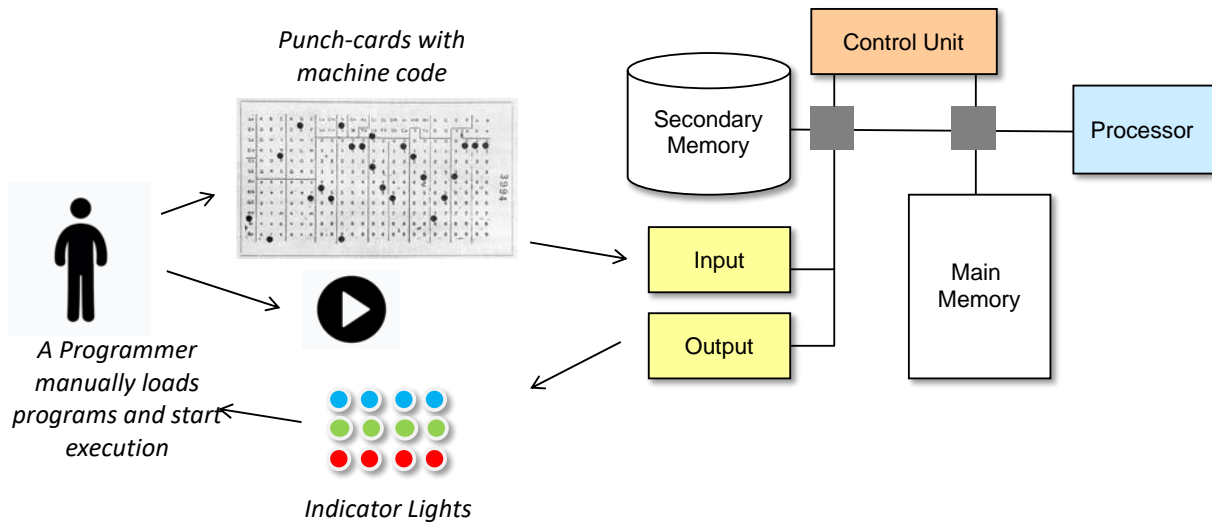 Punch-cards with
machine code
3994
A Programmer
manually loads
programs and start
execution
Indicator Lights
Control Unit
Secondary
Memory
Processor
Input
Main
Memory
Output